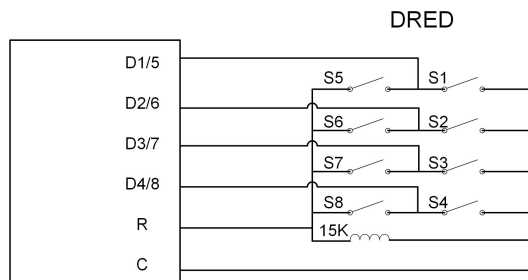 DRED
D1/5
S5 S1
D2/6
S6 S2
D3/7
S7 S3
D4/8
S8 S4
R
15K
C